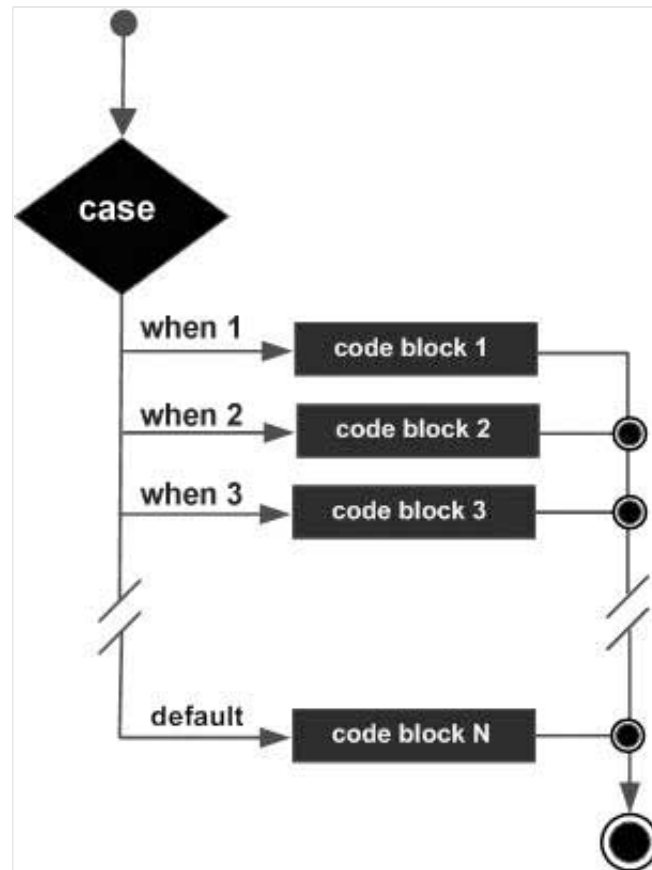 case
when 1
code block 1
when 2
code block 2
when 3
code block 3
default
code block N